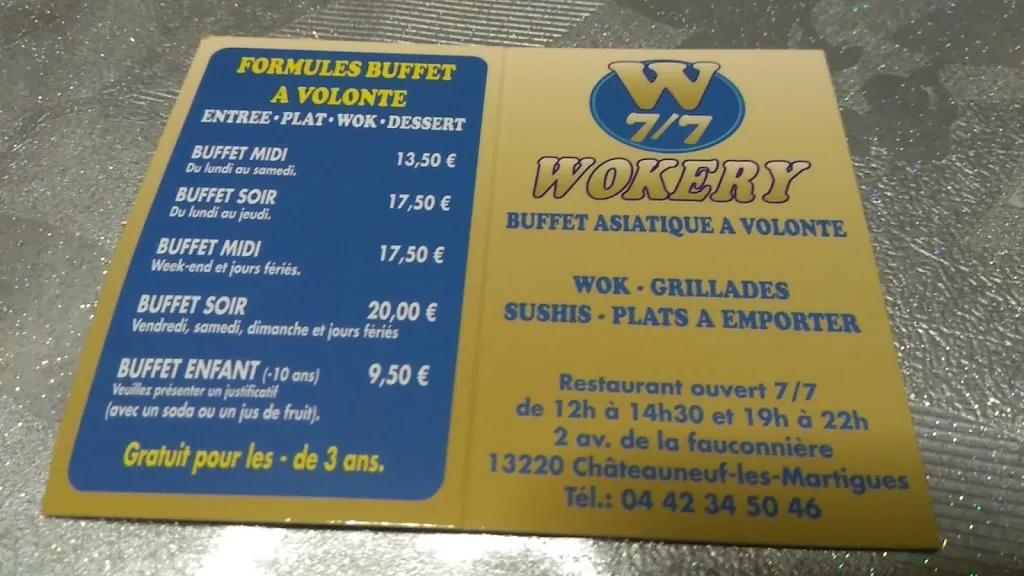 FORMULES BUFFET
A VOLONTE
ENTREE • PLAT • WOK • DESSERT
BUFFET MIDI 13,50 €
Du lundi au samedi.
BUFFET SOIR 17,50 €
Du lundi au jeudi.
BUFFET MIDI 17,50 €
Week-end et jours fériés.
BUFFET SOIR 20,00 €
Vendredi, samedi, dimanche et jours fériés
BUFFET ENFANT (-10 ans) 9,50 €
Veuillez présenter un justificatif
(avec un soda ou un jus de fruit).
Gratuit pour les - de 3 ans.
W
7/7
WOKERY
BUFFET ASIATIQUE A VOLONTE
WOK - GRILLADES
SUSHIS - PLATS A EMPORTER
Restaurant ouvert 7/7
de 12h à 14h30 et 19h à 22h
2 av. de la fauconnière
13220 Châteauneuf-les-Martigues
Tél.: 04 42 34 50 46